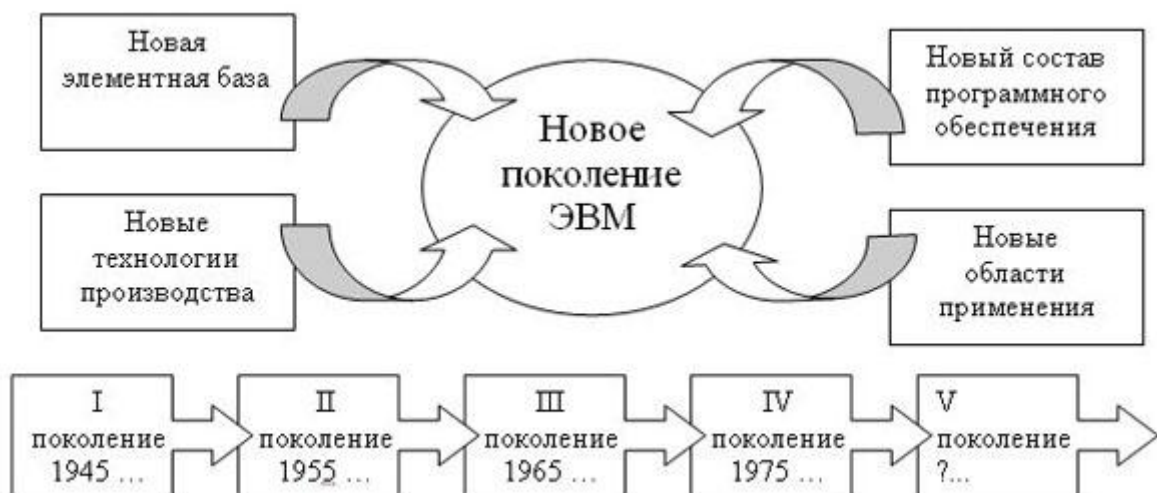 Новая
элементная база
Новый состав
программного
обеспечения
Новое
поколение
ЭВМ
Новые
технологии
производства
Новые
области
применения
I
поколение
1945 ...
II
поколение
1955 ...
III
поколение
1965 ...
IV
поколение
1975 ...
V
поколение
?...